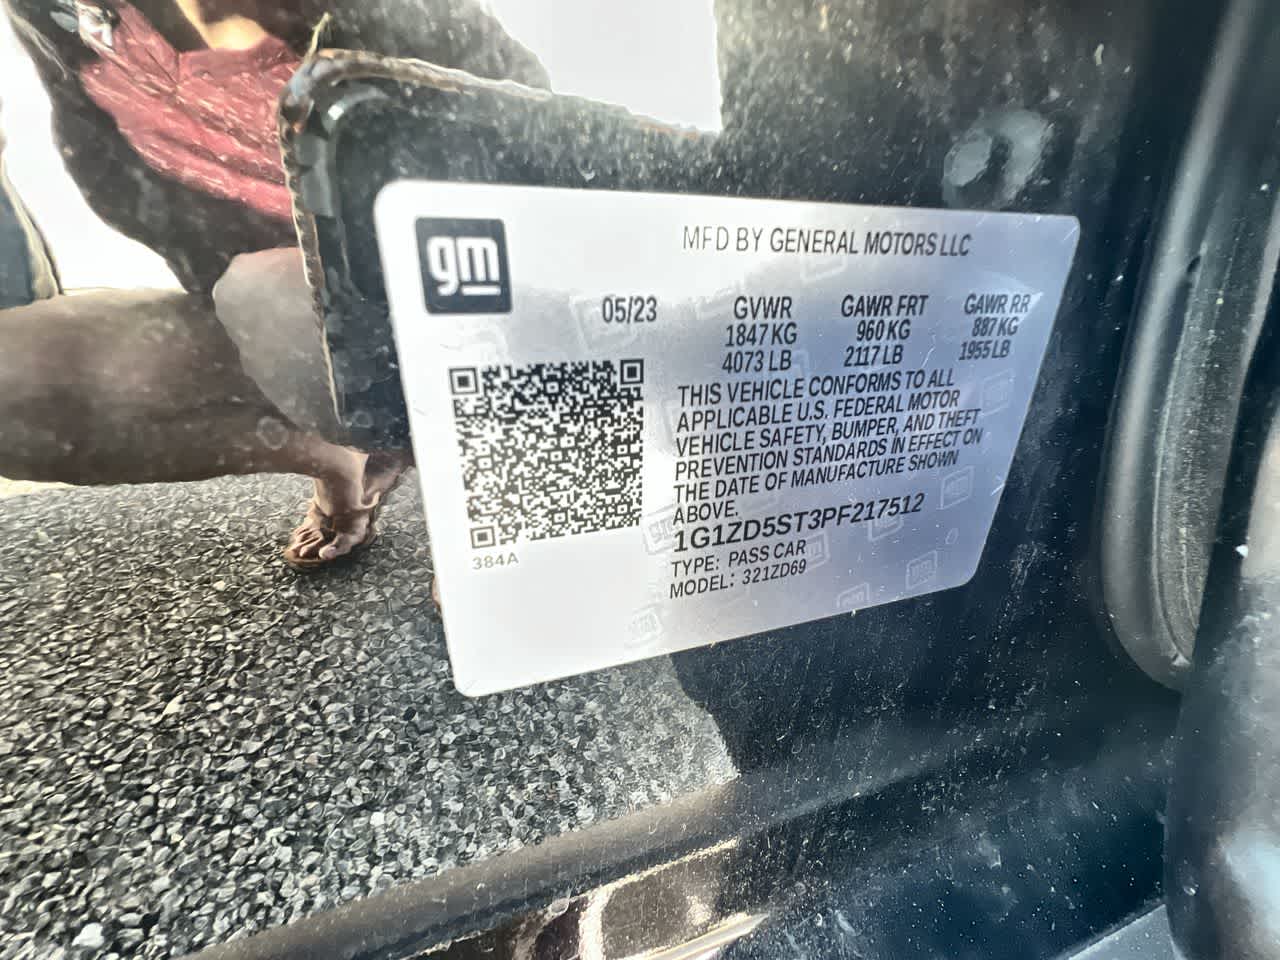 gm
MFD BY GENERAL MOTORS LLC
05/23 GVWR GAWR FRT GAWR RR
1847 KG 960 KG 887 KG
4073 LB 2117 LB 1955 LB
THIS VEHICLE CONFORMS TO ALL
APPLICABLE U.S. FEDERAL MOTOR
VEHICLE SAFETY, BUMPER, AND THEFT
PREVENTION STANDARDS IN EFFECT ON
THE DATE OF MANUFACTURE SHOWN
ABOVE.
1G1ZD5ST3PF217512
TYPE: PASS CAR
MODEL: 321ZD69
384A